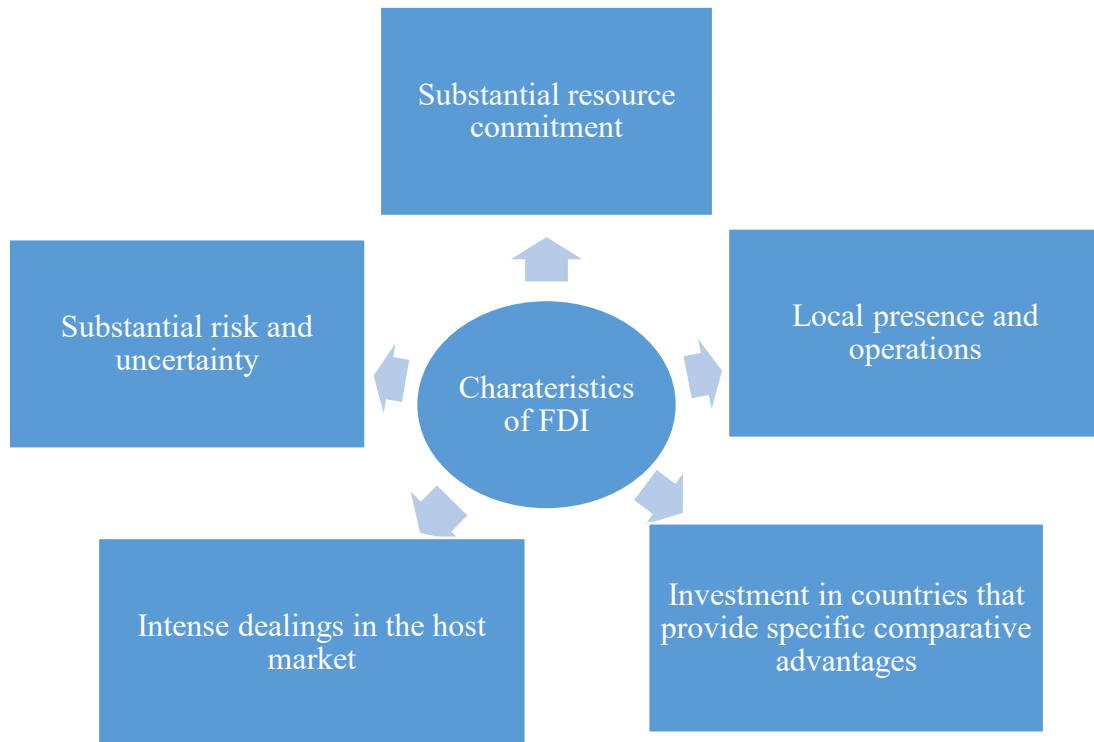 Substantial resource
conmitment
Substantial risk and
uncertainty
Local presence and
operations
Charateristics
of FDI
Intense dealings in the host
market
Investment in countries that
provide specific comparative
advantages